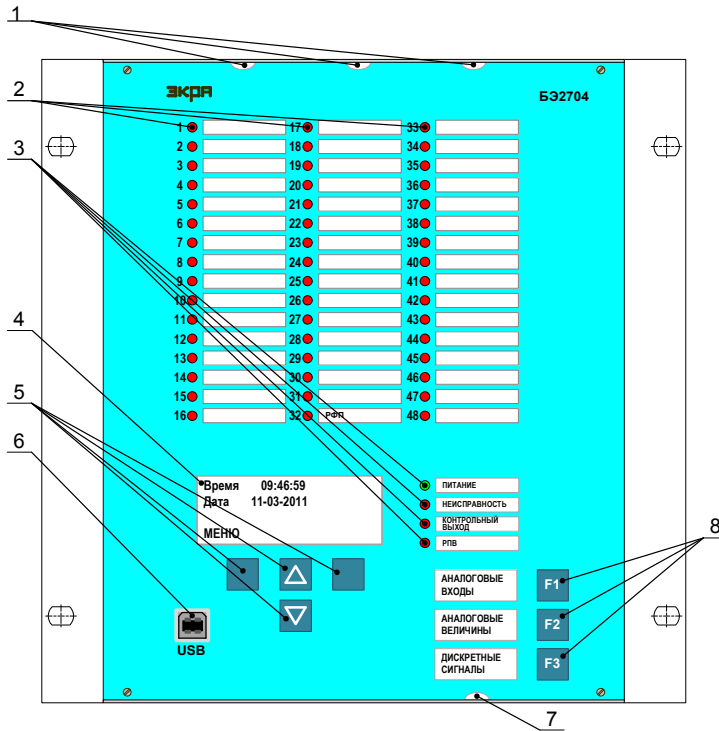 1
2
3
4
5
6
ЭКРА
БЭ2704
1 17 33
2 18 34
3 19 35
4 20 36
5 21 37
6 22 38
7 23 39
8 24 40
9 25 41
10 26 42
11 27 43
12 28 44
13 29 45
14 30 46
15 31 47
16 32 РФП 48
Время 09:46:59
Дата 11-03-2011
МЕНЮ
ПИТАНИЕ
НЕИСПРАВНОСТЬ
КОНТРОЛЬНЫЙ
ВЫХОД
РПВ
USB
АНАЛОГОВЫЕ
ВХОДЫ
F1
АНАЛОГОВЫЕ
ВЕЛИЧИНЫ
F2
ДИСКРЕТНЫЕ
СИГНАЛЫ
F3
8
7